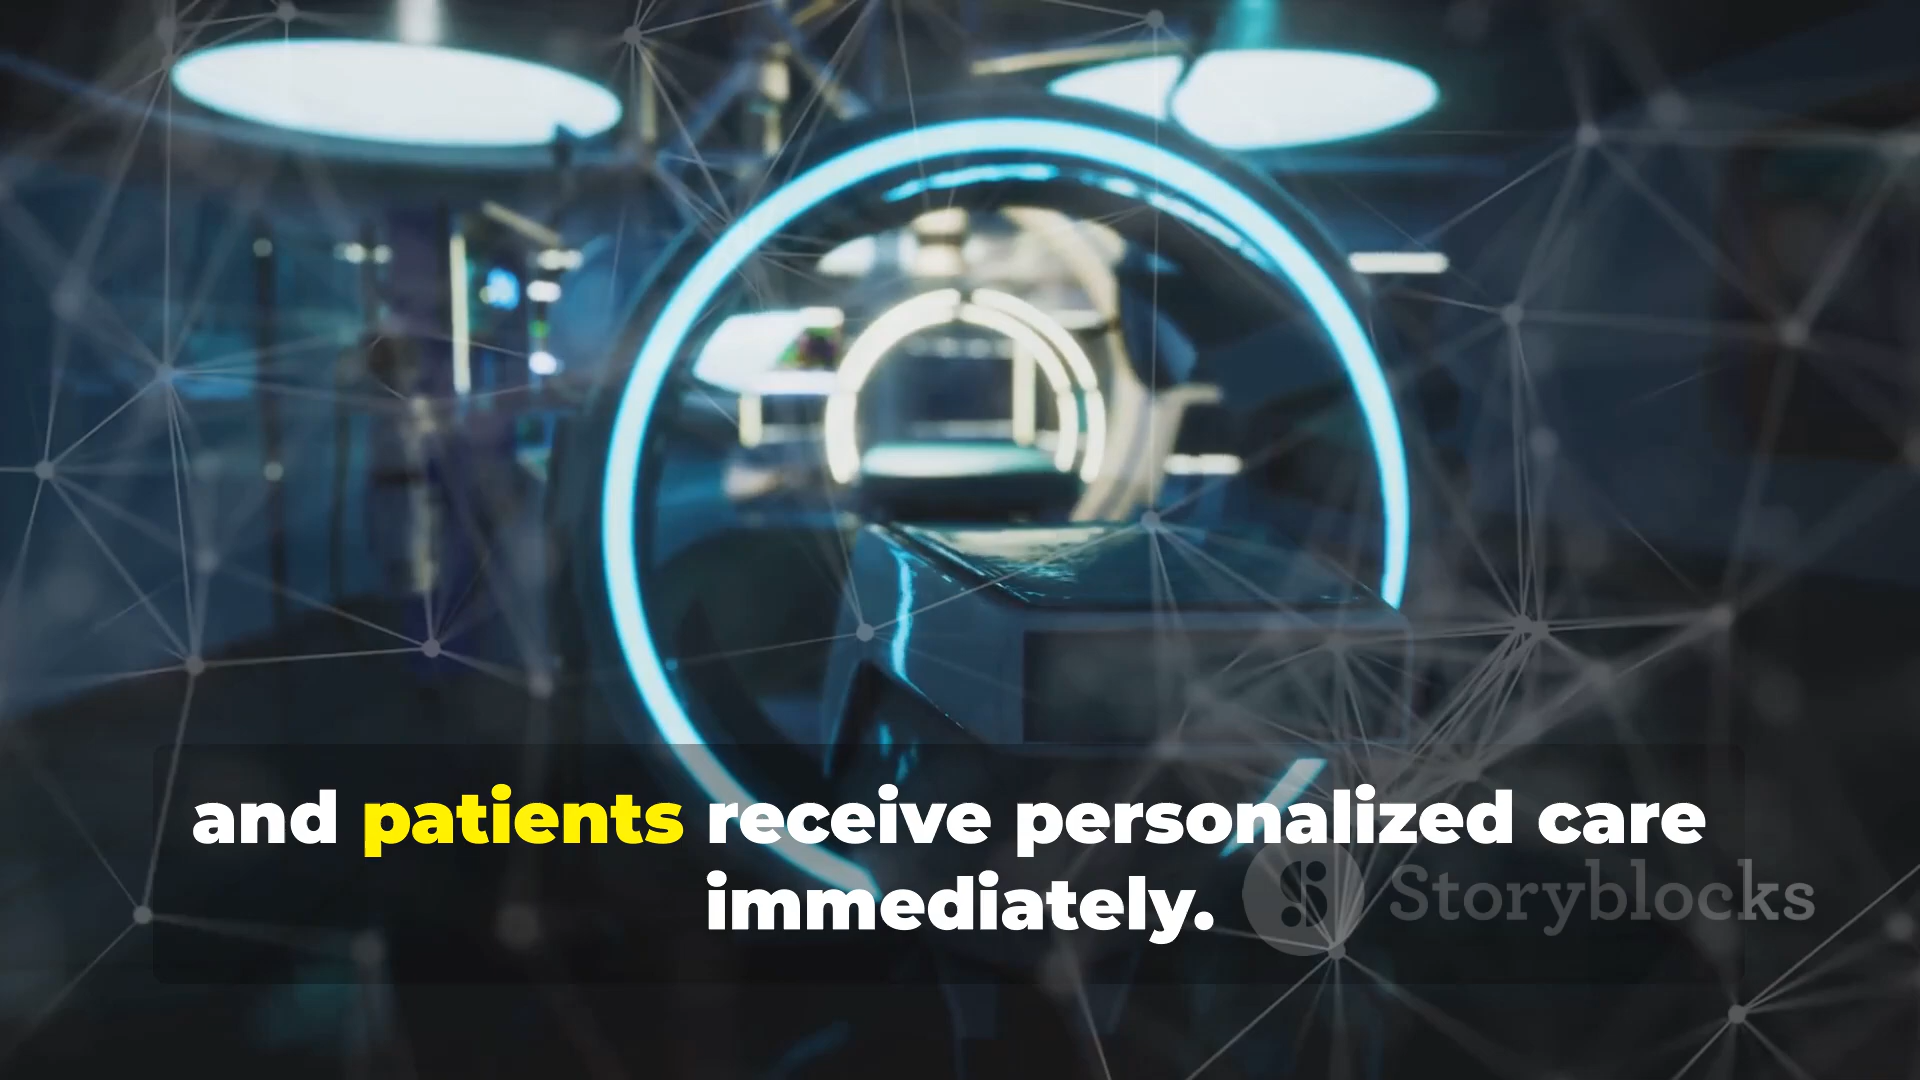 and patients receive personalized care
immediately.
Storyblocks